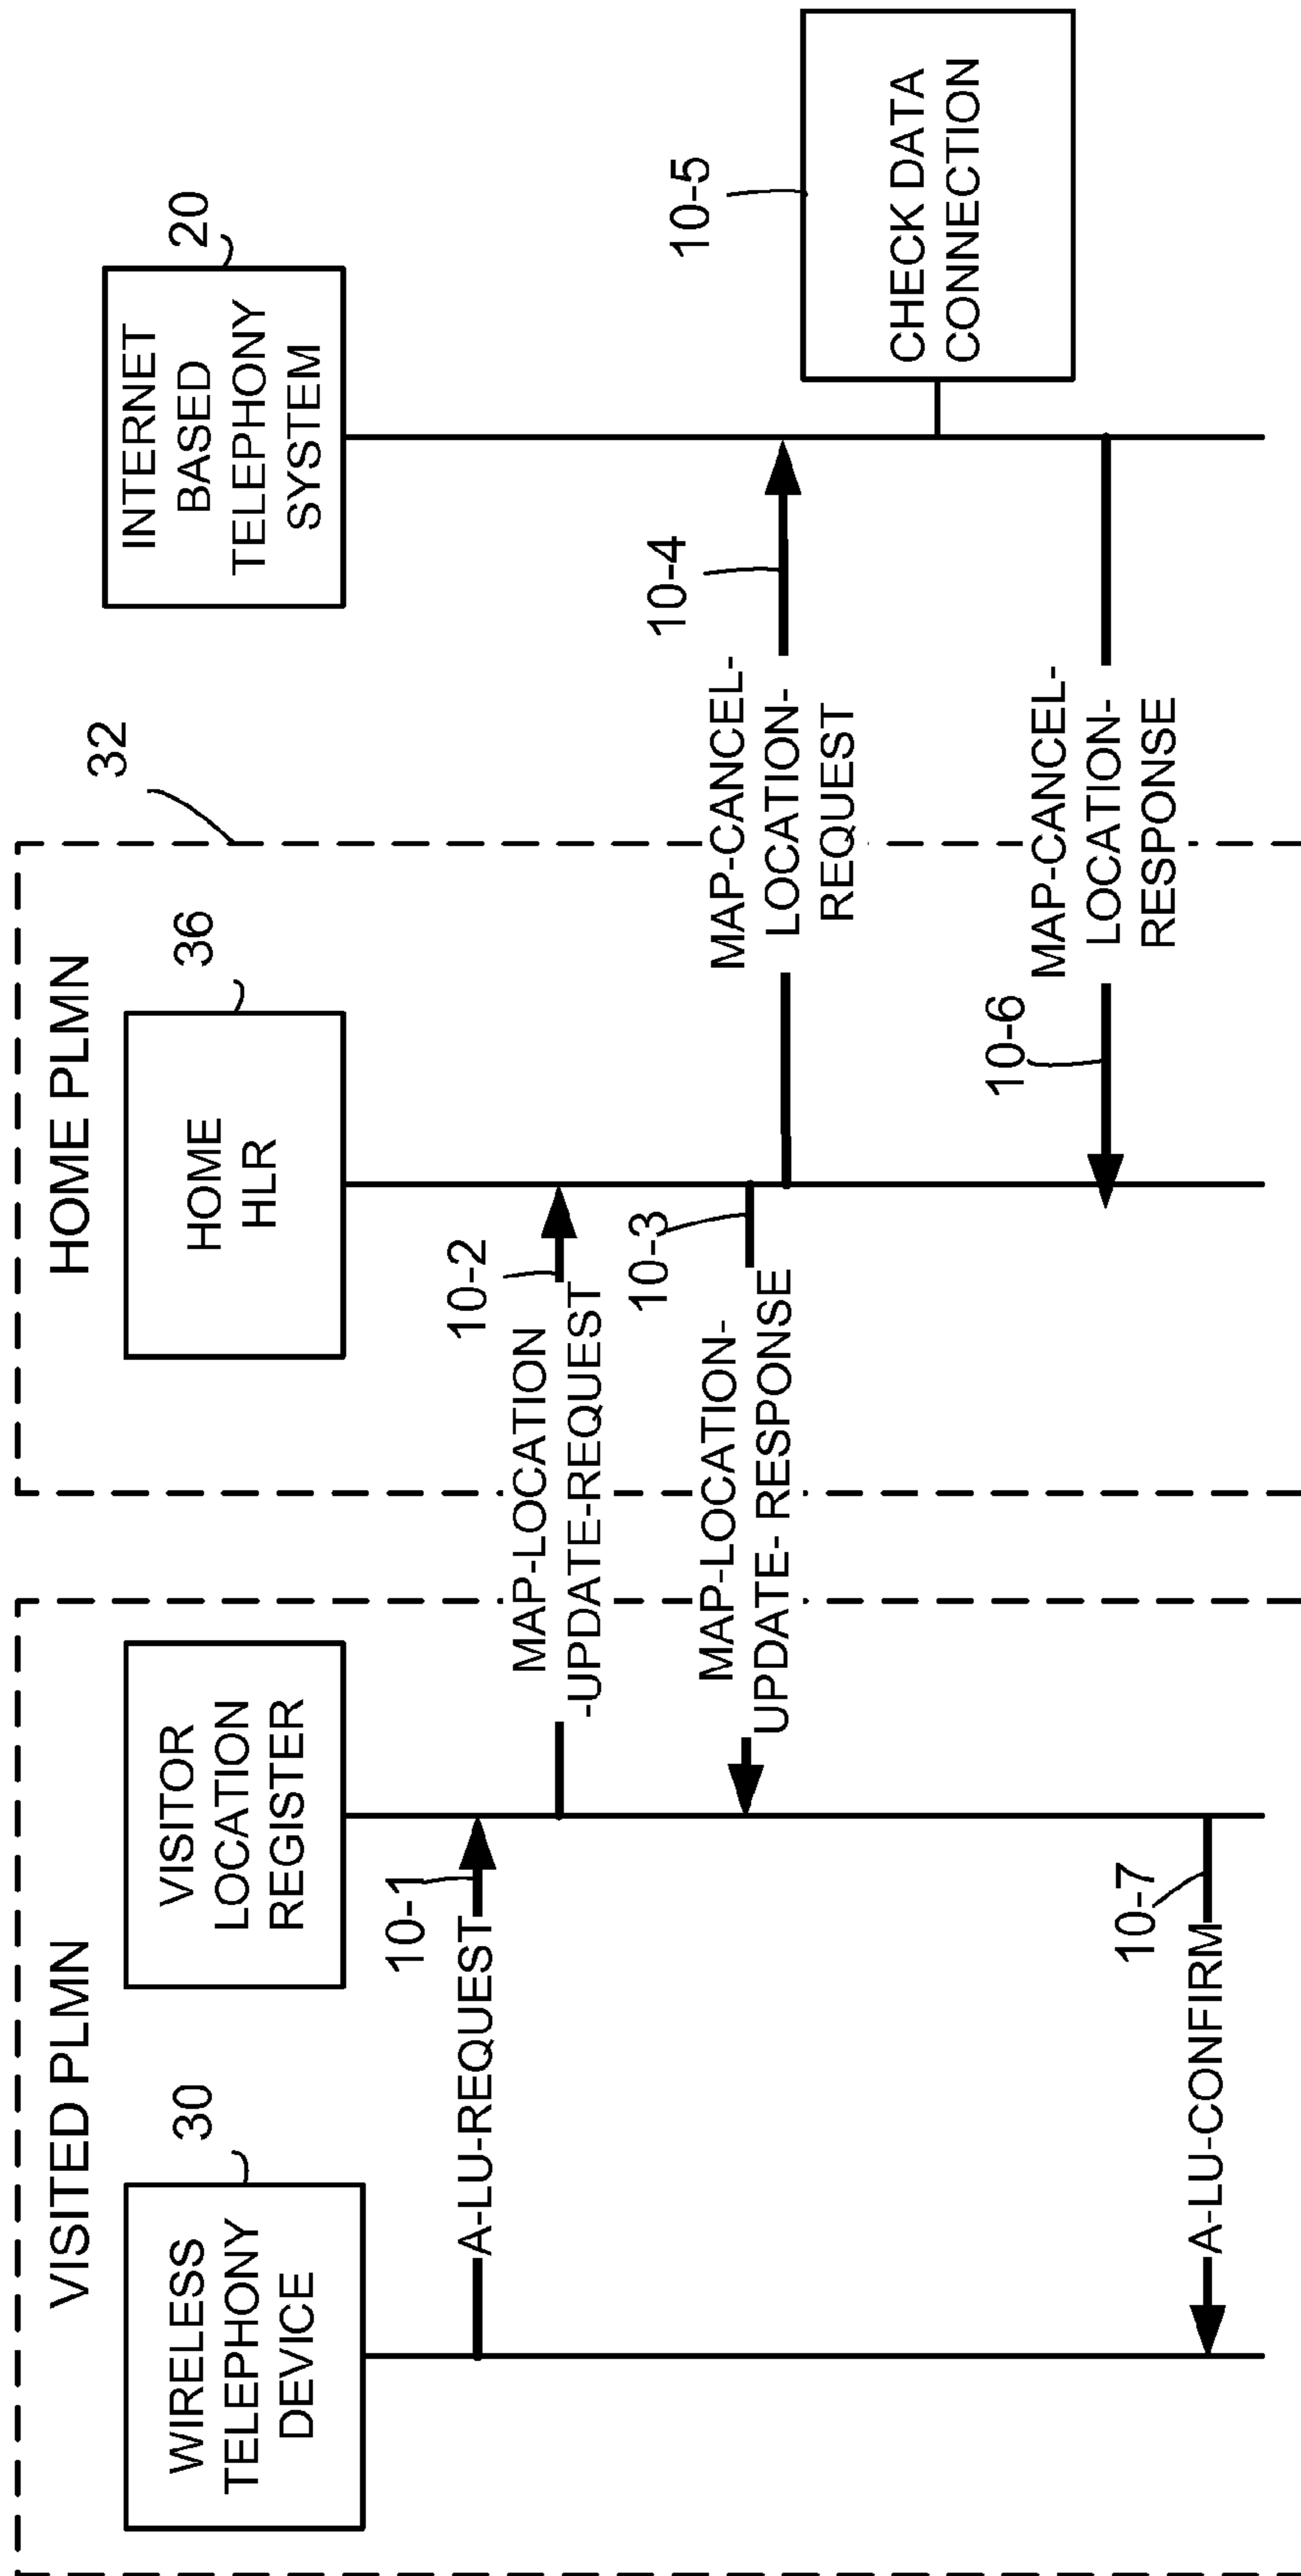 VISITED PLMN
HOME PLMN
WIRELESS
TELEPHONY
DEVICE
30
VISITOR
LOCATION
REGISTER
HOME
HLR
36
32
INTERNET
BASED
TELEPHONY
SYSTEM
20
A-LU-REQUEST
10-1
MAP-LOCATION
-UPDATE-REQUEST
10-2
MAP-LOCATION-
UPDATE- RESPONSE
10-3
MAP-CANCEL-
LOCATION-
REQUEST
10-4
CHECK DATA
CONNECTION
10-5
MAP-CANCEL-
LOCATION-
RESPONSE
10-6
A-LU-CONFIRM
10-7